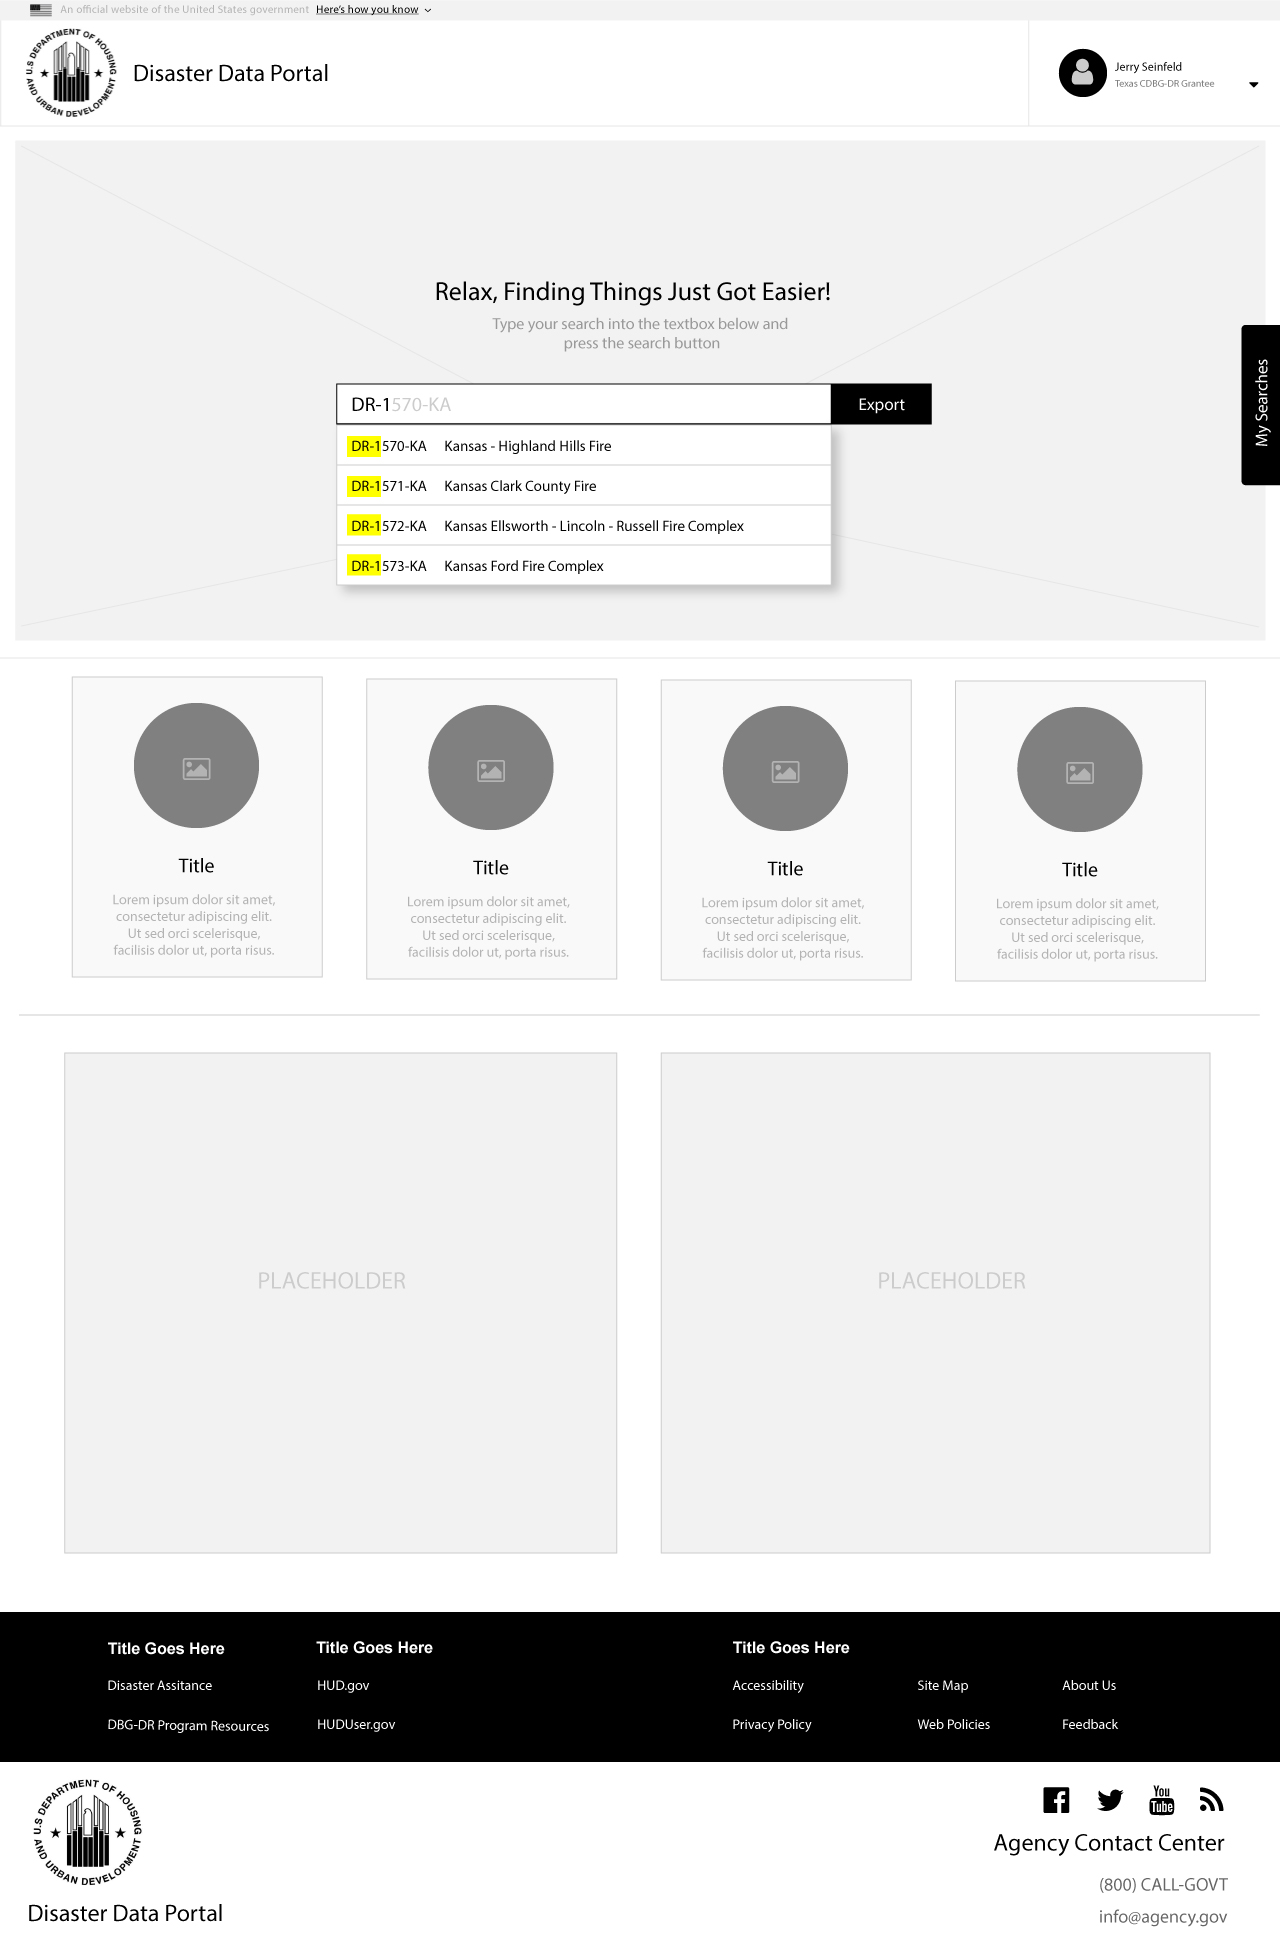 An official website of the United States government Here's how you know
U.S DEPARTMENT OF HOUSING AND URBAN DEVELOPMENT
Disaster Data Portal
Jerry Seinfeld
Texas CDBG-DR Grantee
Relax, Finding Things Just Got Easier!
Type your search into the textbox below and
press the search button
DR-1570-KA
Export
My Searches
DR-1570-KA Kansas - Highland Hills Fire
DR-1571-KA Kansas Clark County Fire
DR-1572-KA Kansas Ellsworth - Lincoln - Russell Fire Complex
DR-1573-KA Kansas Ford Fire Complex
Title
Lorem ipsum dolor sit amet,
consectetur adipiscing elit.
Ut sed orci scelerisque,
facilisis dolor ut, porta risus.
Title
Lorem ipsum dolor sit amet,
consectetur adipiscing elit.
Ut sed orci scelerisque,
facilisis dolor ut, porta risus.
Title
Lorem ipsum dolor sit amet,
consectetur adipiscing elit.
Ut sed orci scelerisque,
facilisis dolor ut, porta risus.
Title
Lorem ipsum dolor sit amet,
consectetur adipiscing elit.
Ut sed orci scelerisque,
facilisis dolor ut, porta risus.
PLACEHOLDER
PLACEHOLDER
Title Goes Here
Disaster Assitance
DBG-DR Program Resources
Title Goes Here
HUD.gov
HUDUser.gov
Title Goes Here
Accessibility Site Map About Us
Privacy Policy Web Policies Feedback
U.S DEPARTMENT OF HOUSING AND URBAN DEVELOPMENT
Disaster Data Portal
You
Tube
Agency Contact Center
(800) CALL-GOVT
info@agency.gov